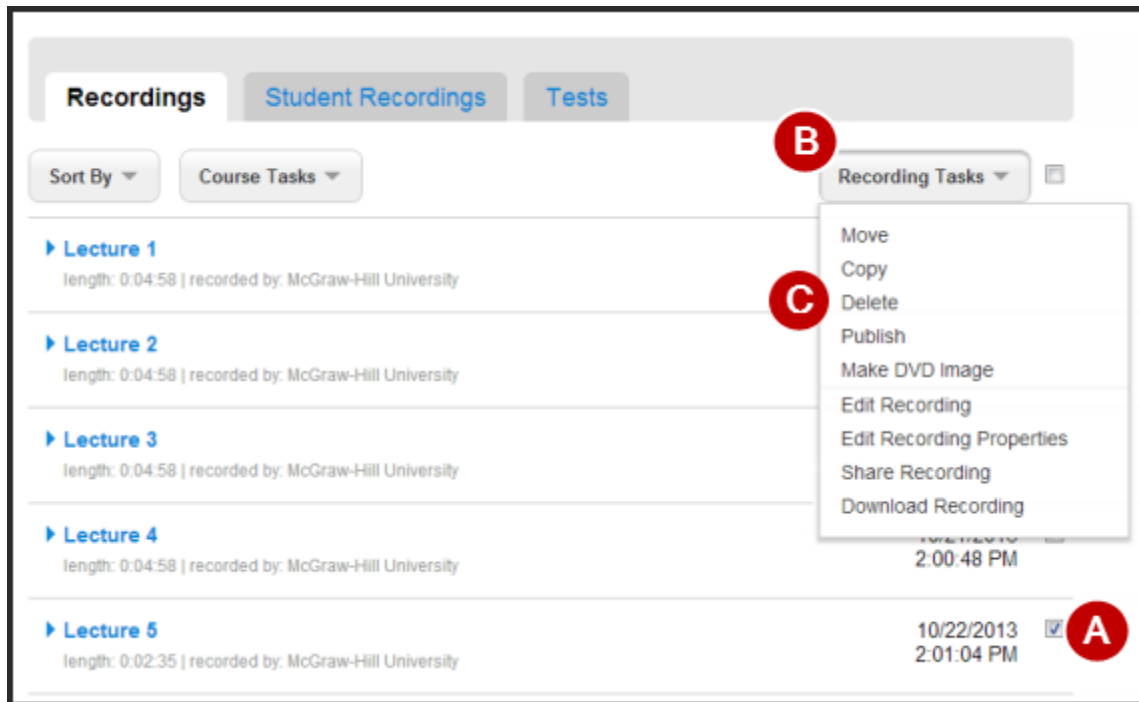 Recordings Student Recordings Tests
B
Sort By Course Tasks Recording Tasks
Lecture 1
length: 0:04:58 | recorded by: McGraw-Hill University
Lecture 2
length: 0:04:58 | recorded by: McGraw-Hill University
Lecture 3
length: 0:04:58 | recorded by: McGraw-Hill University
Lecture 4
length: 0:04:58 | recorded by: McGraw-Hill University
Move
Copy
C
Delete
Publish
Make DVD Image
Edit Recording
Edit Recording Properties
Share Recording
Download Recording
2:00:48 PM
Lecture 5
length: 0:02:35 | recorded by: McGraw-Hill University
10/22/2013
2:01:04 PM
A